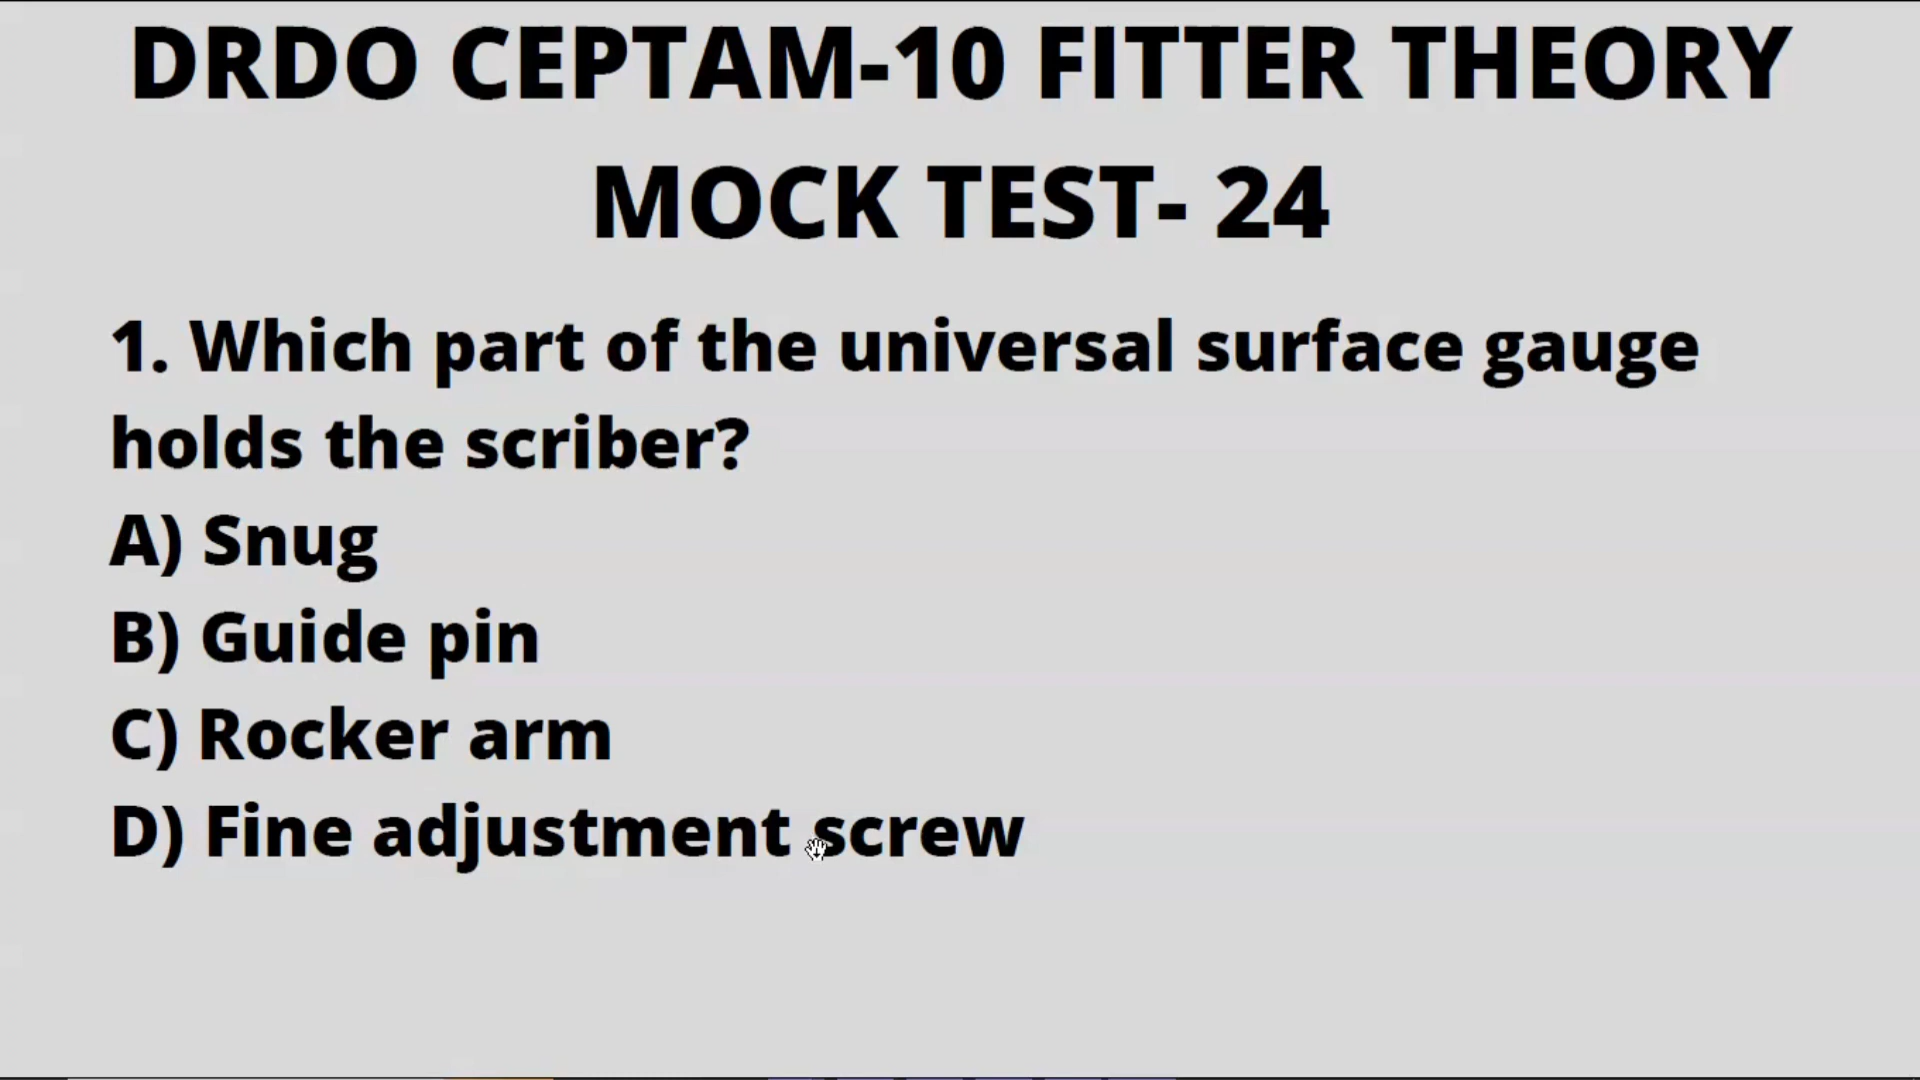 DRDO CEPTAM-10 FITTER THEORY
MOCK TEST- 24
1. Which part of the universal surface gauge
holds the scriber?
A) Snug
B) Guide pin
C) Rocker arm
D) Fine adjustment screw